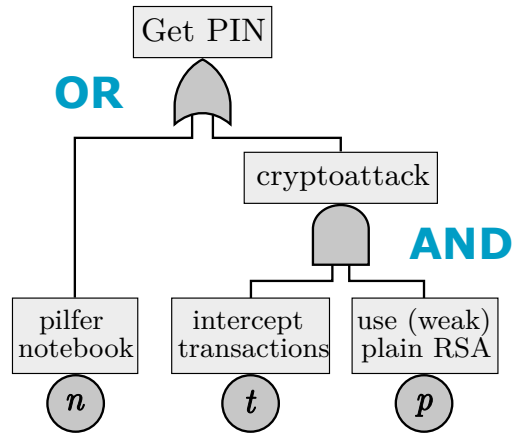 Get PIN
OR
cryptoattack
AND
pilfer
notebook
intercept
transactions
use (weak)
plain RSA
n
t
p